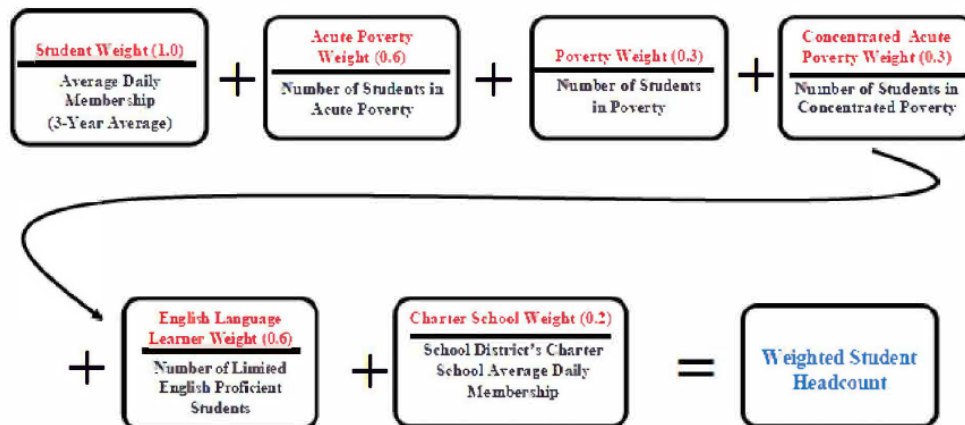 Student Weight (1.0)
Average Daily
Membership
(3-Year Average)
+
Acute Poverty
Weight (0.6)
Number of Students in
Acute Poverty
+
Poverty Weight (0.3)
Number of Students
in Poverty
+
Concentrated Acute
Poverty Weight (0.3)
Number of Students in
Concentrated Poverty
+
English Language
Learner Weight (0.6)
Number of Limited
English Proficient
Students
+
Charter School Weight (0.2)
School District's Charter
School Average Daily
Membership
=
Weighted Student
Headcount